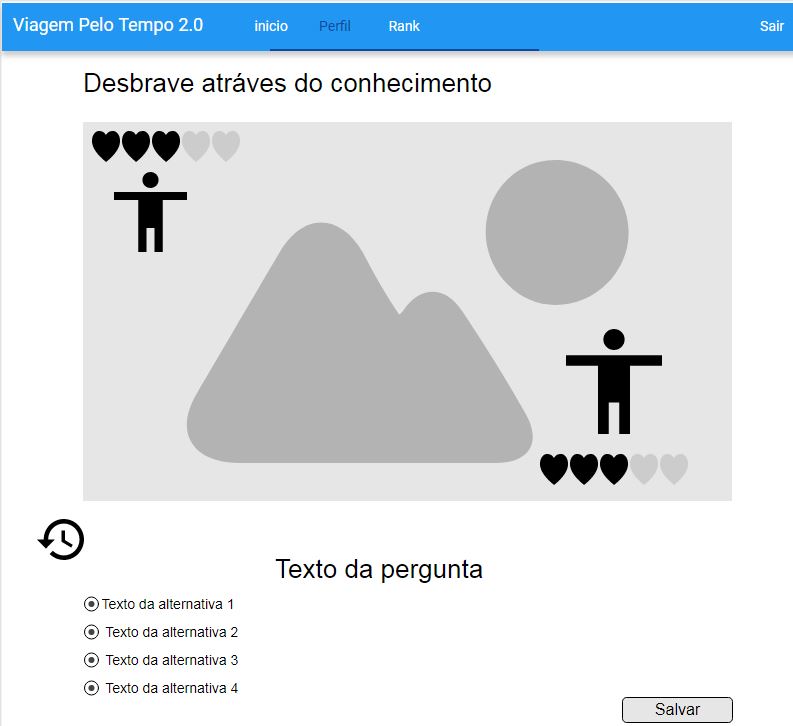 Viagem Pelo Tempo 2.0 inicio Perfil Rank Sair
Desbrave atráves do conhecimento
Texto da pergunta
Texto da alternativa 1
Texto da alternativa 2
Texto da alternativa 3
Texto da alternativa 4
Salvar